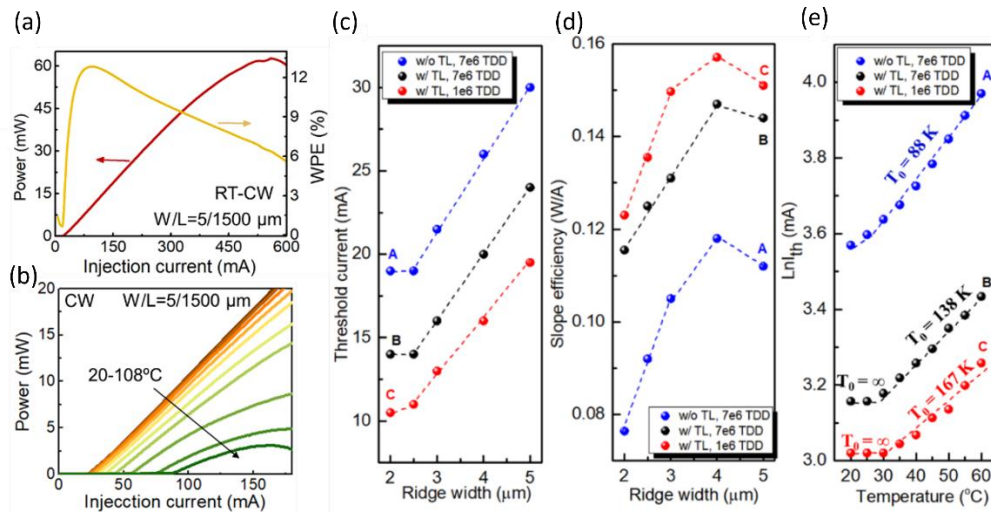 (a)
60
45
30
15
0
Power (mW)
12
9
6
3
0
WPE (%)
RT-CW
W/L=5/1500 μm
0 150 300 450 600
Injection current (mA)
(b)
20
15
10
5
0
Power (mW)
CW W/L=5/1500 μm
20-108ºC
0 50 100 150
Injection current (mA)
(c)
w/o TL, 7e6 TDD
w/ TL, 7e6 TDD
w/ TL, 1e6 TDD
30
25
20
15
10
Threshold current (mA)
A
B
C
2 3 4 5
Ridge width (μm)
(d)
0.16
0.14
0.12
0.10
0.08
Slope efficiency (W/A)
C
B
A
w/o TL, 7e6 TDD
w/ TL, 7e6 TDD
w/ TL, 1e6 TDD
2 3 4 5
Ridge width (μm)
(e)
w/o TL, 7e6 TDD
w/ TL, 7e6 TDD
w/ TL, 1e6 TDD
4.0
3.8
3.6
3.4
3.2
3.0
LnIth (mA)
A
T0 = 88 K
B
T0 = 138 K
T0 = ∞
C
T0 = 167 K
T0 = ∞
20 30 40 50 60
Temperature (°C)